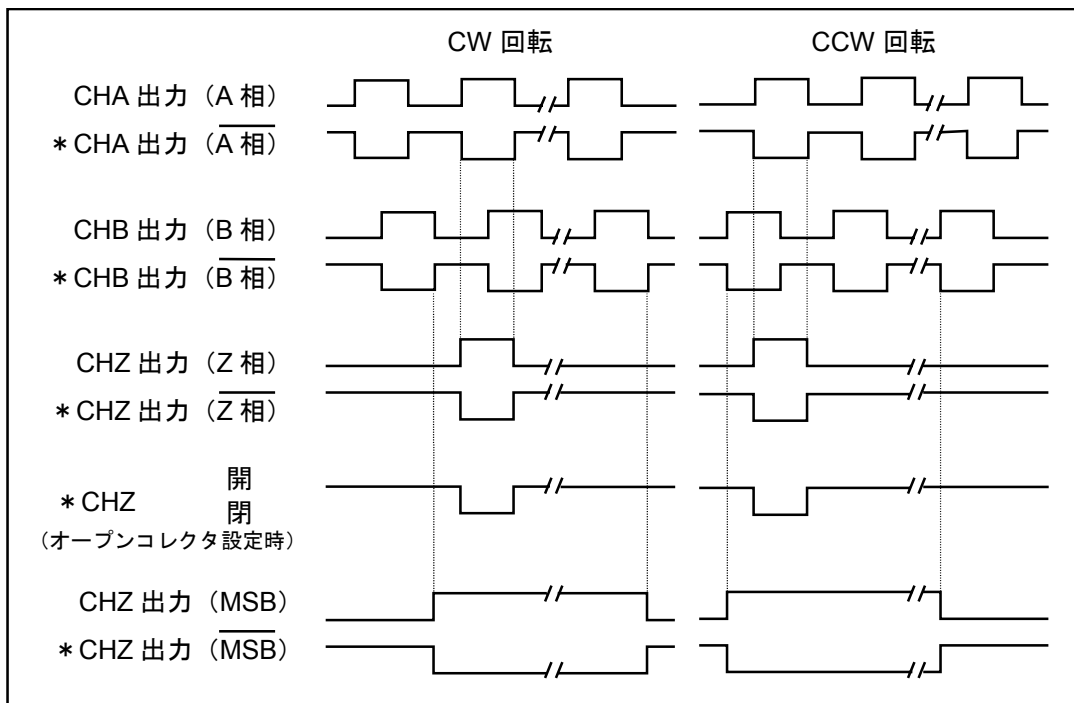 CW 回転 CCW 回転
CHA 出力（A 相）
＊CHA 出力（A 相）
CHB 出力（B 相）
＊CHB 出力（B 相）
CHZ 出力（Z 相）
＊CHZ 出力（Z 相）
開
＊CHZ 閉
（オープンコレクタ設定時）
CHZ 出力（MSB）
＊CHZ 出力（MSB）